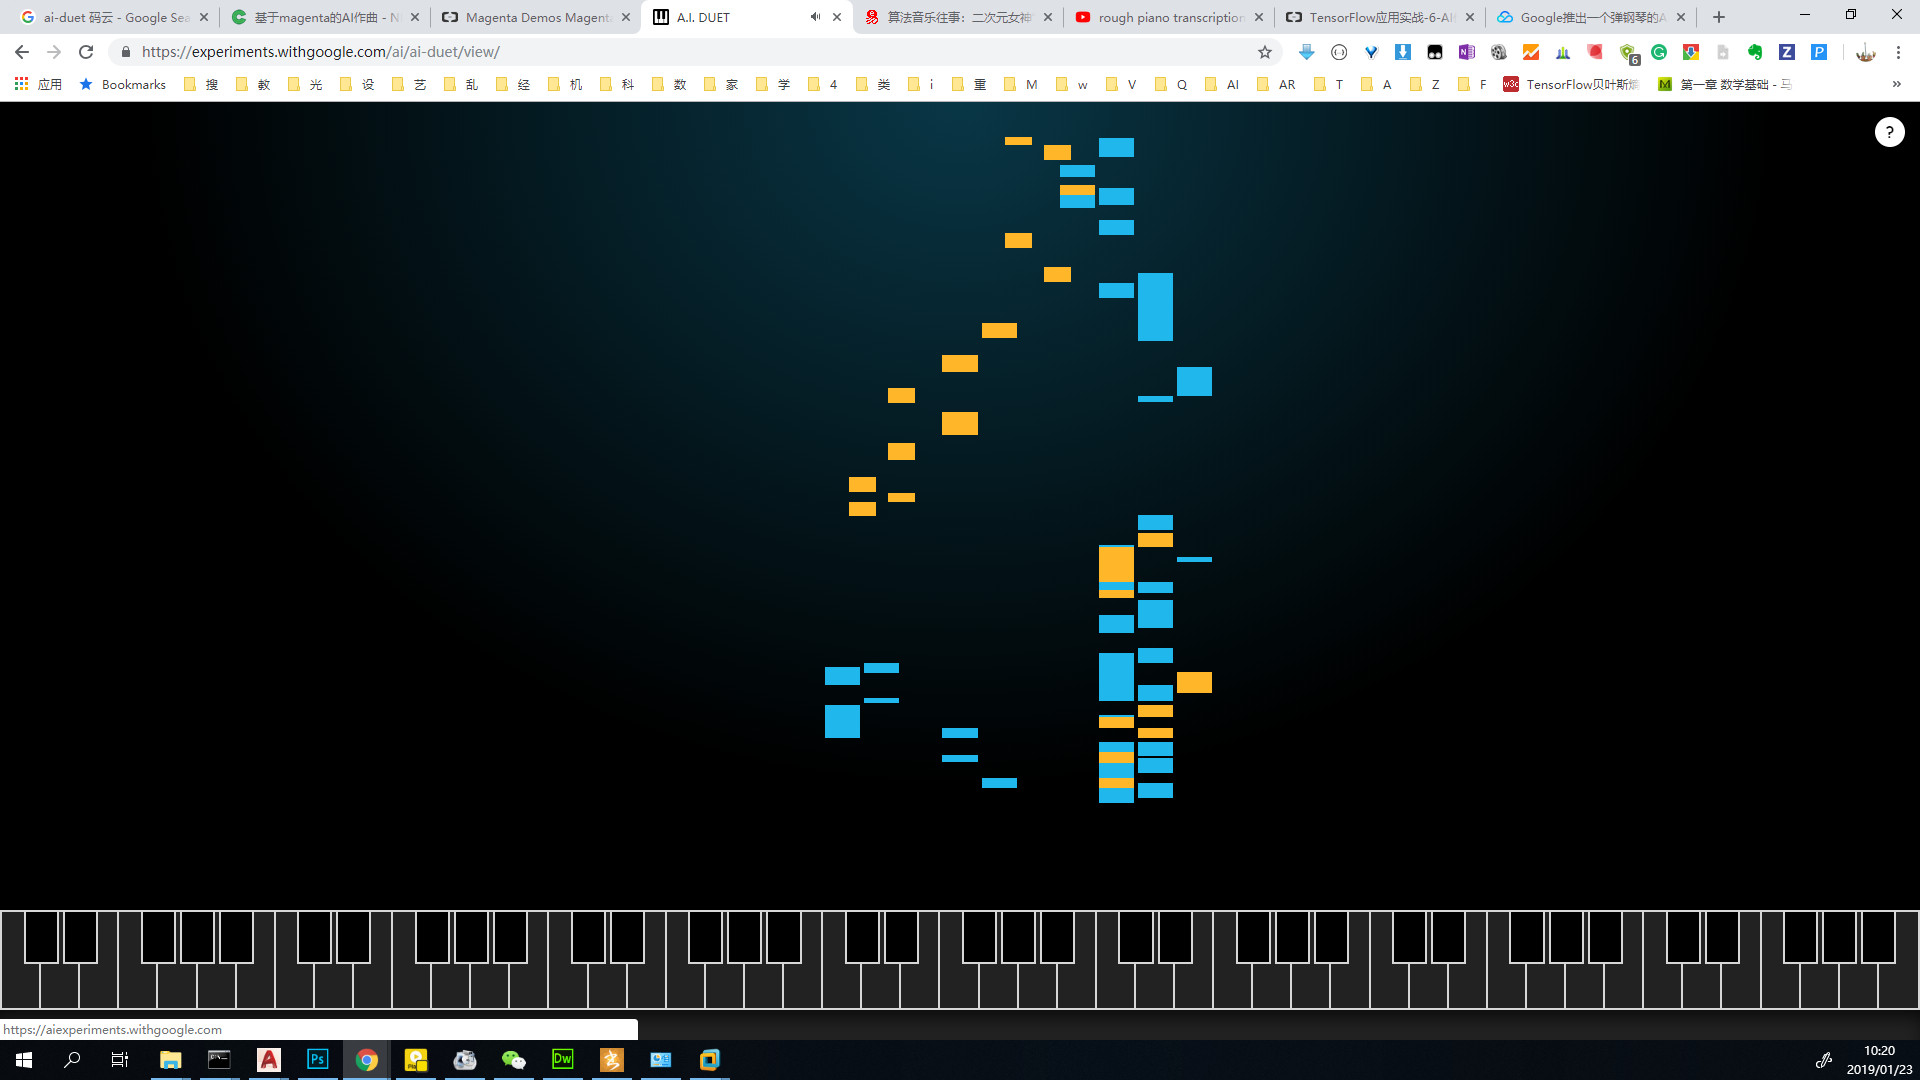 ai-duet 码云 - Google Sea
基于magenta的AI作曲 - N
Magenta Demos Magent
A.I. DUET
算法音乐往事：二次元女神
rough piano transcription
TensorFlow应用实战-6-AI
Google推出一个弹钢琴的A
https://experiments.withgoogle.com/ai/ai-duet/view/
6
应用 Bookmarks 搜 教 光 设 艺 乱 经 机 科 数 家 学 4 类 i 重 M w V Q AI AR T A Z F TensorFlow贝叶斯 第一章 数学基础 - 马 »
?
https://aiexperiments.withgoogle.com
Ps
Dw
10:20
2019/01/23